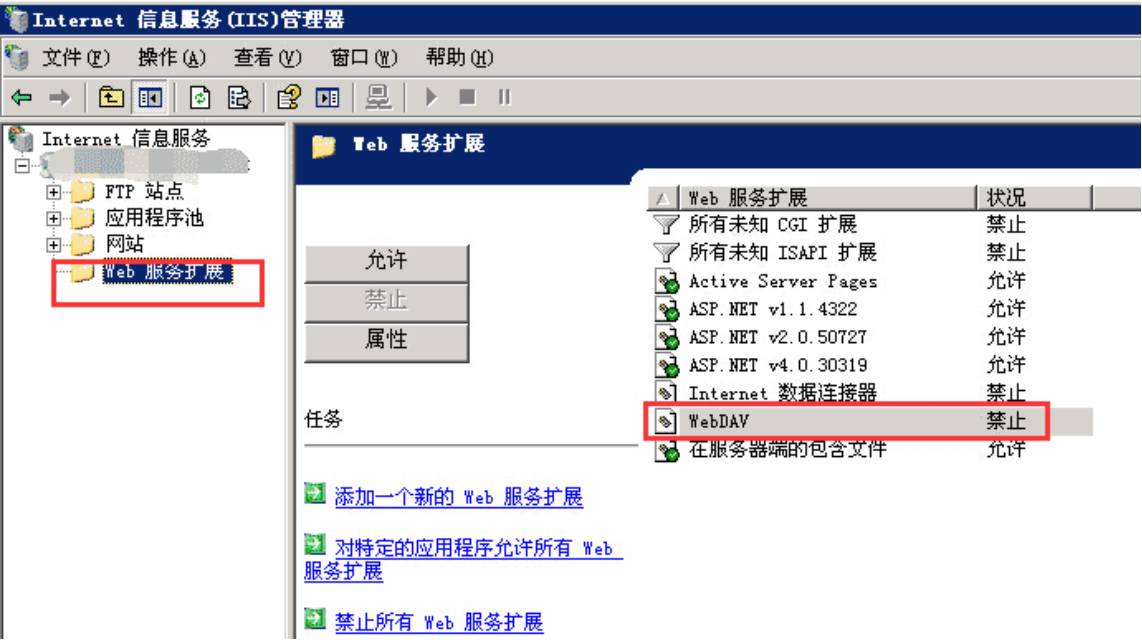 Internet 信息服务(IIS)管理器
文件(F) 操作(A) 查看(V) 窗口(W) 帮助(H)
Internet 信息服务
FTP 站点
应用程序池
网站
Web 服务扩展
Web 服务扩展
允许
禁止
属性
任务
添加一个新的 Web 服务扩展
对特定的应用程序允许所有 Web
服务扩展
禁止所有 Web 服务扩展
Web 服务扩展 状况
所有未知 CGI 扩展 禁止
所有未知 ISAPI 扩展 禁止
Active Server Pages 允许
ASP.NET v1.1.4322 允许
ASP.NET v2.0.50727 允许
ASP.NET v4.0.30319 允许
Internet 数据连接器 禁止
WebDAV 禁止
在服务器端的包含文件 允许